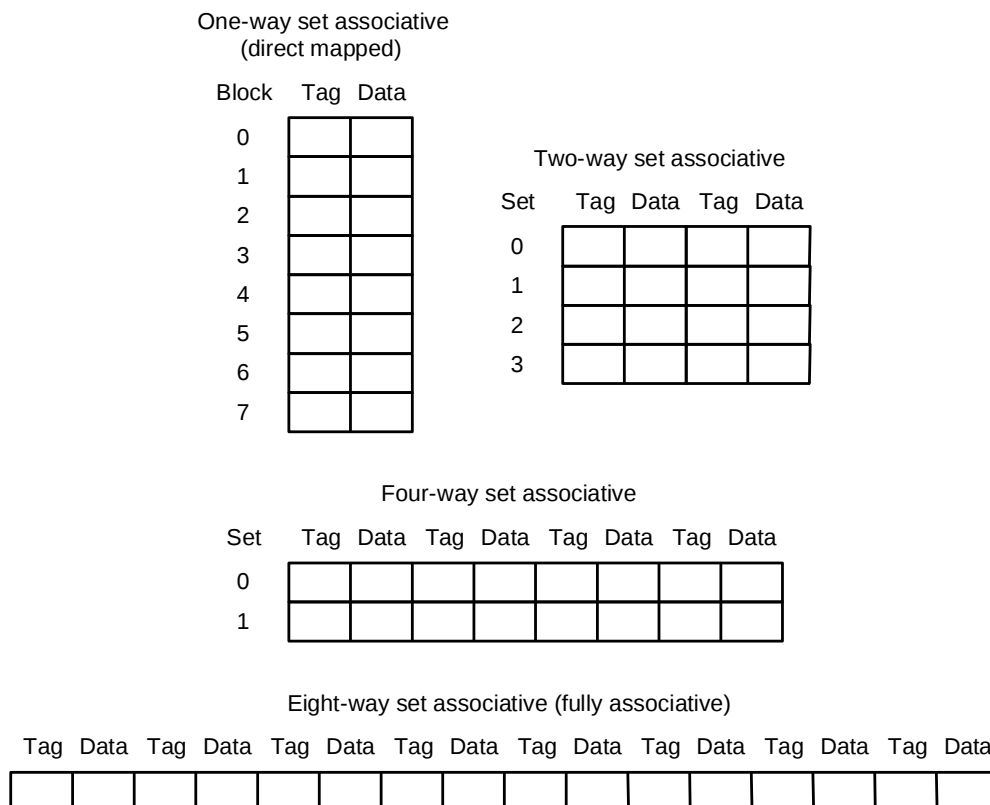 One-way set associative
(direct mapped)
Block Tag Data
0
1
2
3
4
5
6
7
Two-way set associative
Set Tag Data Tag Data
0
1
2
3
Four-way set associative
Set Tag Data Tag Data Tag Data Tag Data
0
1
Eight-way set associative (fully associative)
Tag Data Tag Data Tag Data Tag Data Tag Data Tag Data Tag Data Tag Data